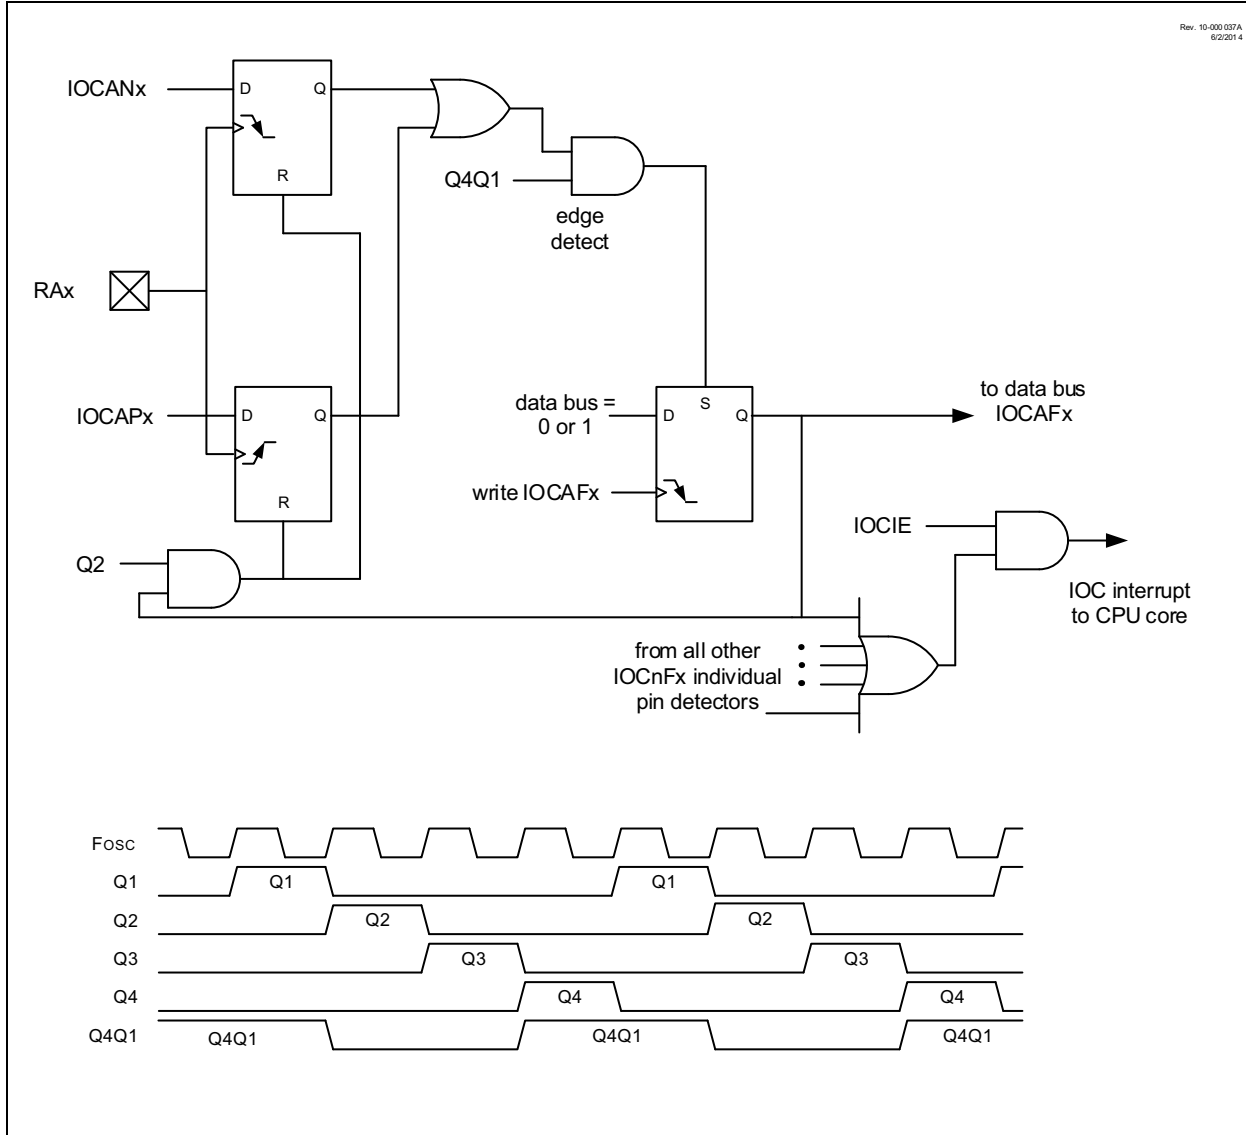 Rev. 10-000 037A
6/2/2014
IOCANx
D
Q
R
Q4Q1
edge
detect
RAx
IOCAPx
D
Q
R
data bus =
0 or 1
D
S
Q
to data bus
IOCAFx
write IOCAFx
IOCIE
Q2
IOC interrupt
to CPU core
from all other
IOCnFx individual
pin detectors
Fosc
Q1
Q1
Q1
Q2
Q2
Q2
Q3
Q3
Q3
Q4
Q4
Q4
Q4Q1
Q4Q1
Q4Q1
Q4Q1